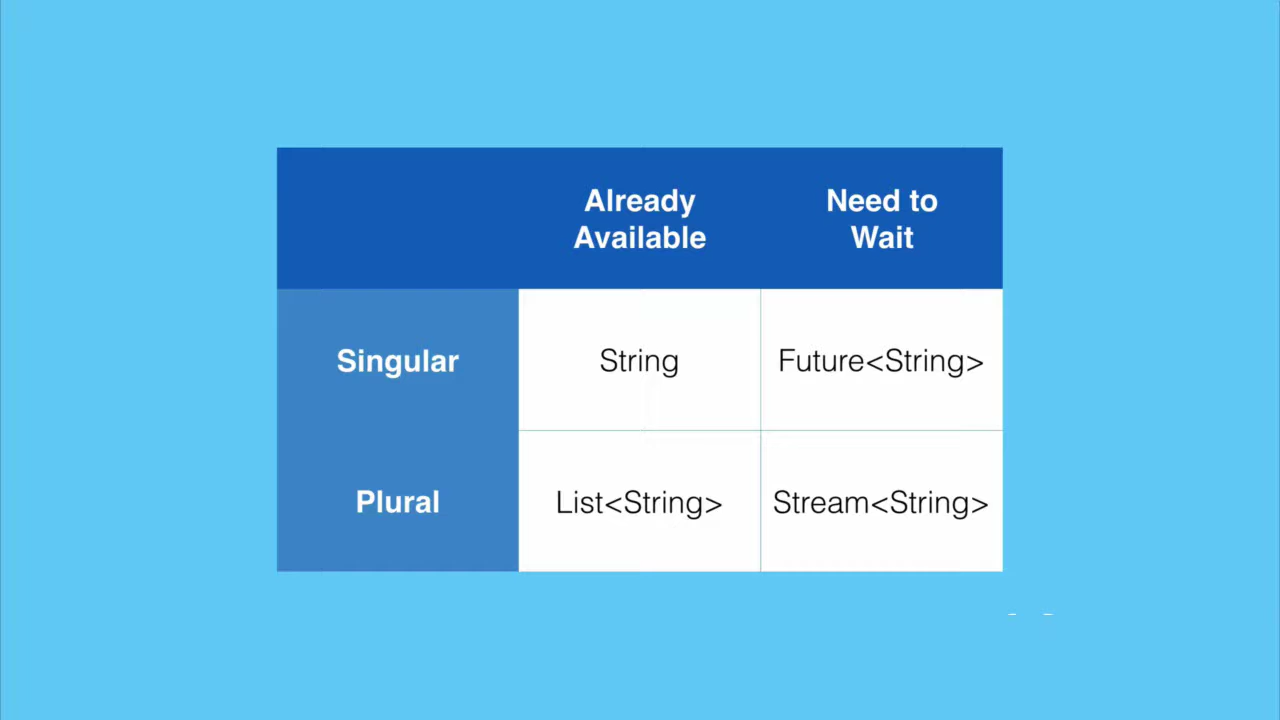 Already
Available
Need to
Wait
Singular
String
Future<String>
Plural
List<String>
Stream<String>